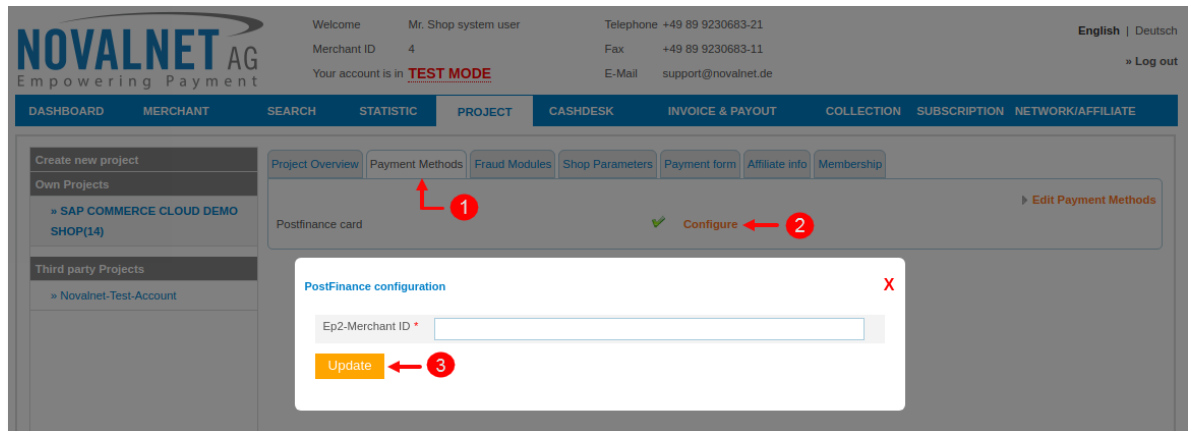 NOVALNET AG
Empowering Payment
Welcome Mr. Shop system user Telephone +49 89 9230683-21
Merchant ID 4 Fax +49 89 9230683-11
Your account is in TEST MODE E-Mail support@novalnet.de
English | Deutsch
» Log out
DASHBOARD MERCHANT SEARCH STATISTIC PROJECT CASHDESK INVOICE & PAYOUT COLLECTION SUBSCRIPTION NETWORK/AFFILIATE
Create new project
Own Projects
» SAP COMMERCE CLOUD DEMO
SHOP(14)
Third party Projects
» Novalnet-Test-Account
Project Overview Payment Methods Fraud Modules Shop Parameters Payment form Affiliate info Membership
1
Edit Payment Methods
Postfinance card Configure 2
PostFinance configuration X
Ep2-Merchant ID *
Update 3